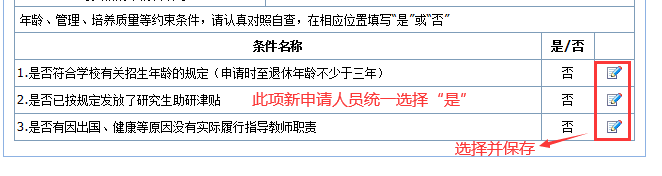 年龄、管理、培养质量等约束条件，请认真对照自查，在相应位置填写“是”或“否”
条件名称 是/否
1.是否符合学校有关招生年龄的规定（申请时至退休年龄不少于三年） 否
2.是否已按规定发放了研究生助研津贴 此项新申请人员统一选择“是” 否
3.是否有因出国、健康等原因没有实际履行指导教师职责 否
选择并保存